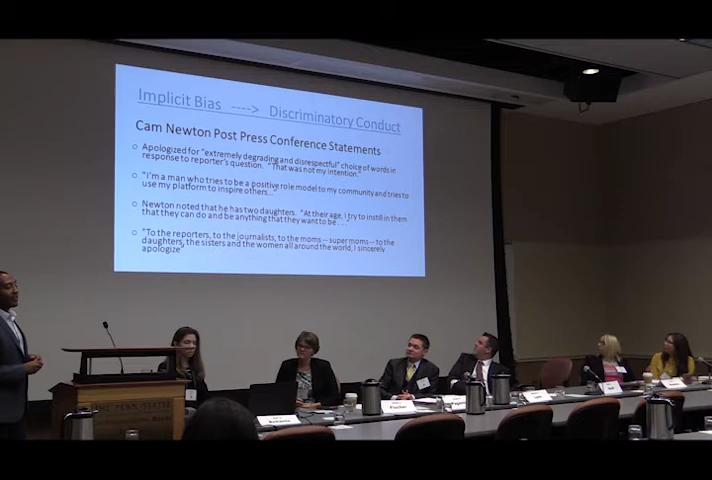 Implicit Bias ----> Discriminatory Conduct
Cam Newton Post Press Conference Statements
Apologized for "extremely degrading and disrespectful" choice of words in
response to reporter's question. "That was not my intention."
"I'm a man who tries to be a positive role model to my community and tries to
use my platform to inspire others..."
Newton noted that he has two daughters. "At their age, I try to instill in them
that they can do and be anything that they want to be . . .
"To the reporters, to the journalists, to the moms -- super moms -- to the
daughters, the sisters and the women all around the world, I sincerely
apologize"
PENN STATE